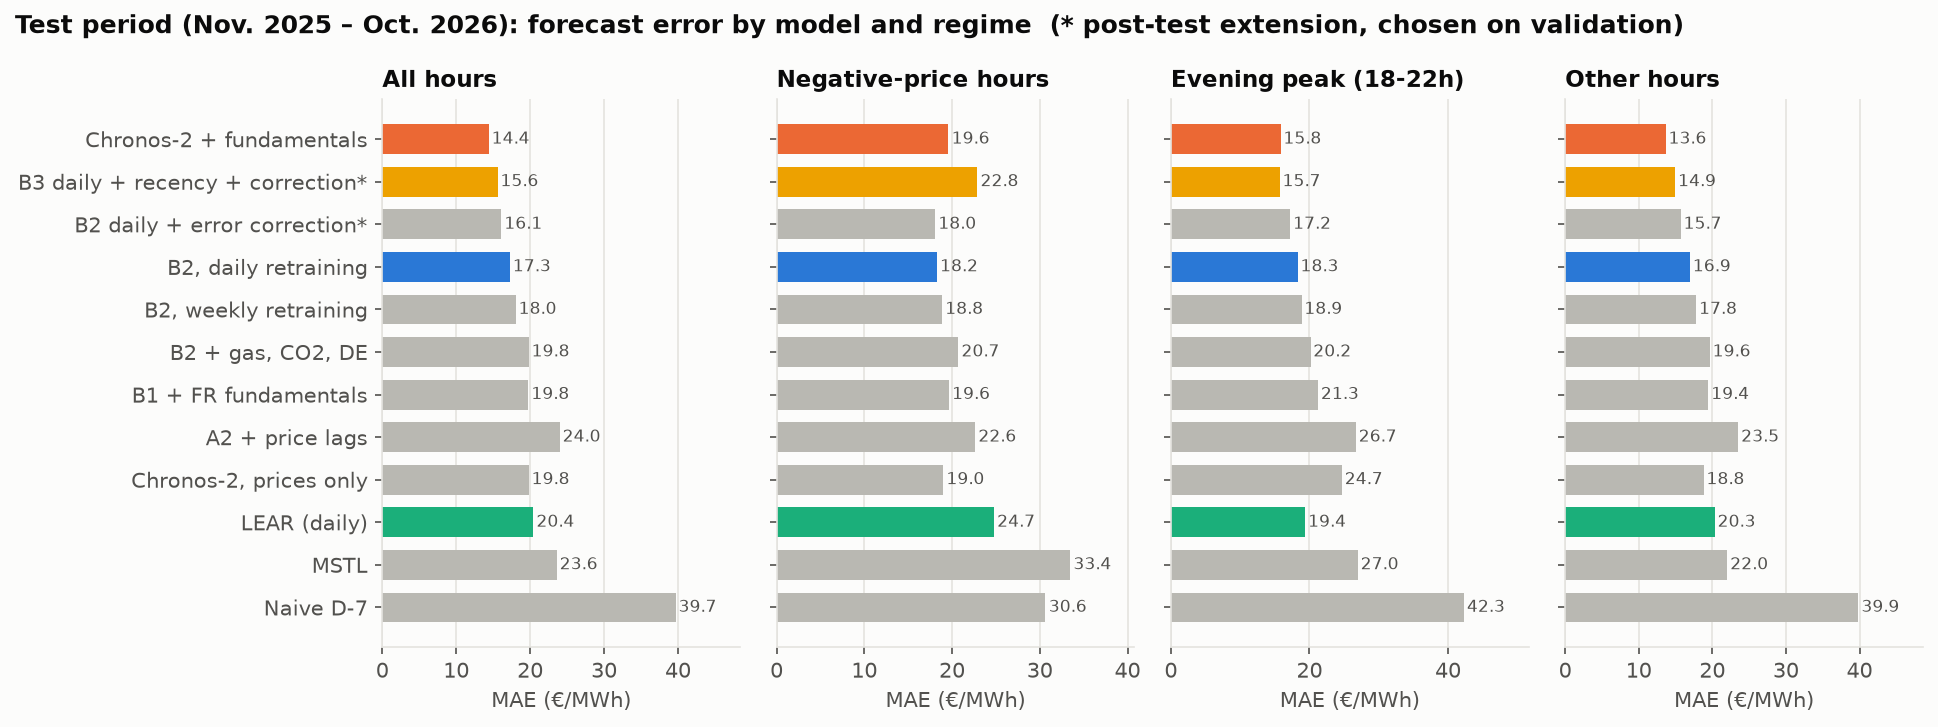 Test period (Nov. 2025 – Oct. 2026): forecast error by model and regime  (* post-test extension, chosen on validation)
All hours
Negative-price hours
Evening peak (18-22h)
Other hours
Chronos-2 + fundamentals 14.4 19.6 15.8 13.6
B3 daily + recency + correction* 15.6 22.8 15.7 14.9
B2 daily + error correction* 16.1 18.0 17.2 15.7
B2, daily retraining 17.3 18.2 18.3 16.9
B2, weekly retraining 18.0 18.8 18.9 17.8
B2 + gas, CO2, DE 19.8 20.7 20.2 19.6
B1 + FR fundamentals 19.8 19.6 21.3 19.4
A2 + price lags 24.0 22.6 26.7 23.5
Chronos-2, prices only 19.8 19.0 24.7 18.8
LEAR (daily) 20.4 24.7 19.4 20.3
MSTL 23.6 33.4 27.0 22.0
Naive D-7 39.7 30.6 42.3 39.9
0 10 20 30 40 0 10 20 30 40 0 20 40 0 10 20 30 40
MAE (€/MWh) MAE (€/MWh) MAE (€/MWh) MAE (€/MWh)